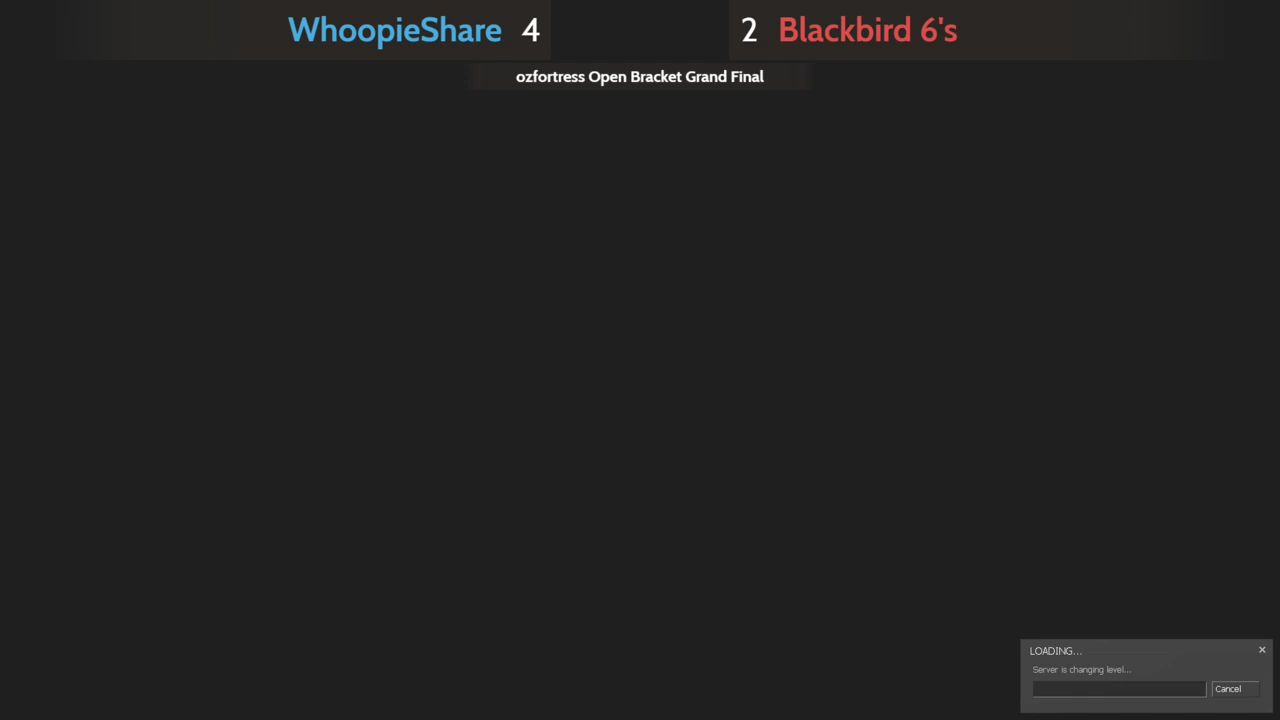 WhoopieShare 4 2 Blackbird 6's
ozfortress Open Bracket Grand Final
LOADING...
Server is changing level...
Cancel